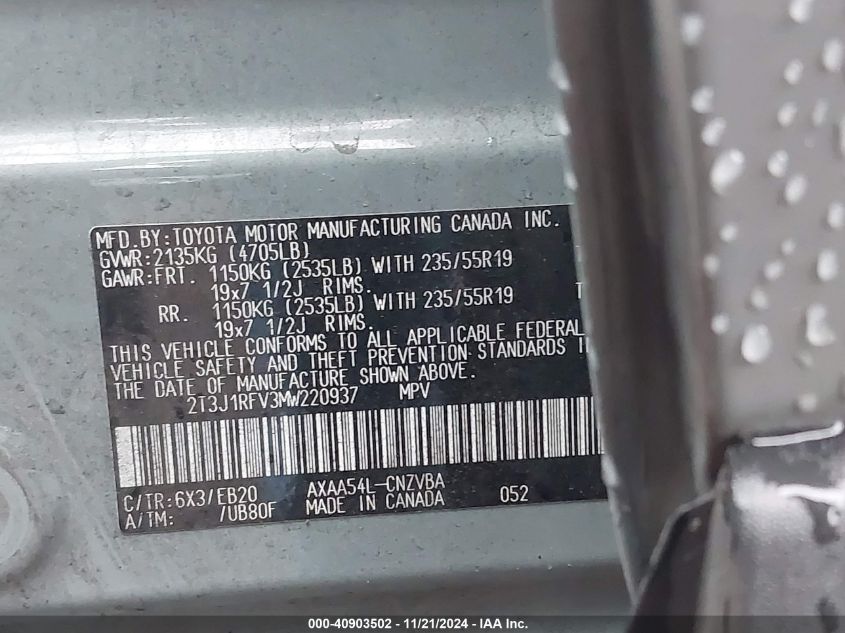 MFD.BY:TOYOTA MOTOR MANUFACTURING CANADA INC.
GVWR:2135KG (4705LB)
GAWR:FRT. 1150KG (2535LB) WITH 235/55R19
19x7 1/2J RIMS.
RR. 1150KG (2535LB) WITH 235/55R19
19x7 1/2J RIMS.
THIS VEHICLE CONFORMS TO ALL APPLICABLE FEDERAL
VEHICLE SAFETY AND THEFT PREVENTION STANDARDS
THE DATE OF MANUFACTURE SHOWN ABOVE.
2T3J1RFV3MW220937 MPV
C/TR:6X3/EB20 AXAA54L-CNZVBA
A/TM: /UB80F MADE IN CANADA 052
000-40903502 - 11/21/2024 - IAA Inc.